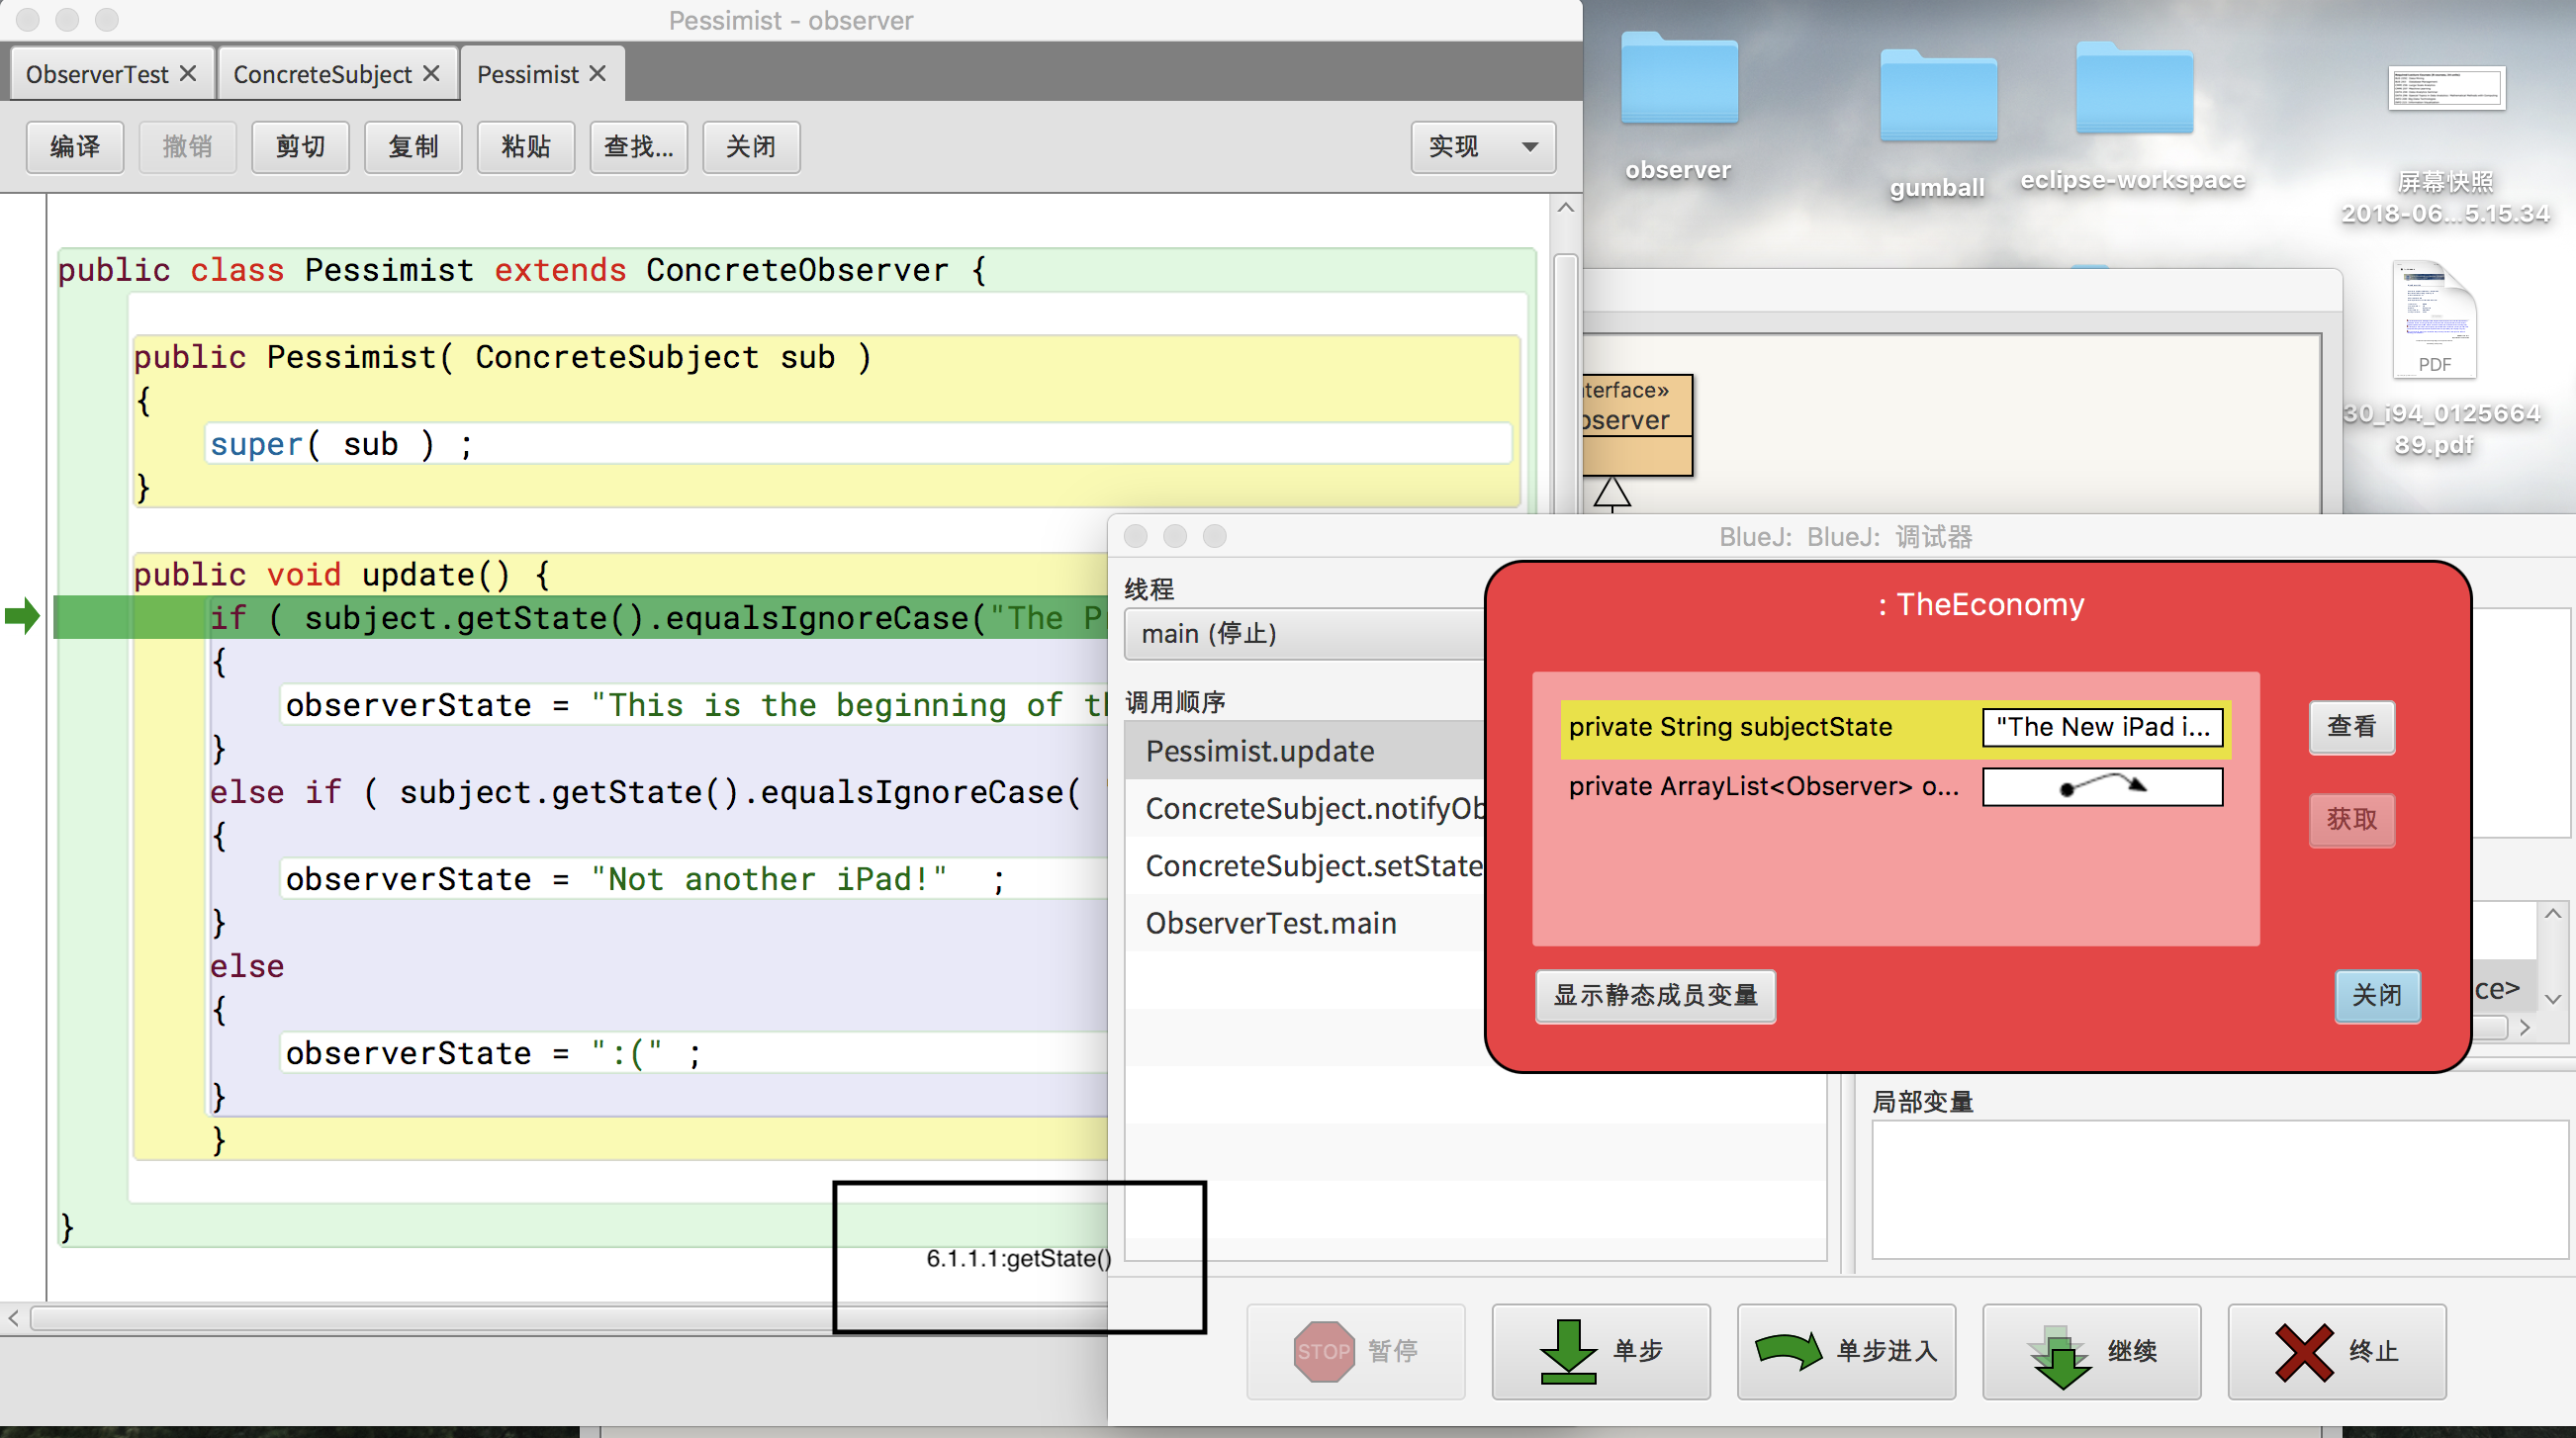 Pessimist - observer
ObserverTest
ConcreteSubject
Pessimist
编译
撤销
剪切
复制
粘贴
查找...
关闭
实现
public class Pessimist extends ConcreteObserver {
public Pessimist( ConcreteSubject sub )
{
super( sub ) ;
}
public void update() {
if ( subject.getState().equalsIgnoreCase("The P
{
observerState = "This is the beginning of th
}
else if ( subject.getState().equalsIgnoreCase(
{
observerState = "Not another iPad!"  ;
}
else
{
observerState = ":(" ;
}
}
}
6.1.1.1:getState()
observer
gumball
eclipse-workspace
屏幕快照
2018-06...5.15.34
PDF
30_i94_0125664
89.pdf
terface»
bserver
BlueJ: BlueJ: 调试器
线程
main (停止)
调用顺序
Pessimist.update
ConcreteSubject.notifyOb
ConcreteSubject.setState
ObserverTest.main
: TheEconomy
private String subjectState
"The New iPad i...
private ArrayList<Observer> o...
查看
获取
显示静态成员变量
关闭
ce>
局部变量
STOP 暂停
单步
单步进入
继续
终止